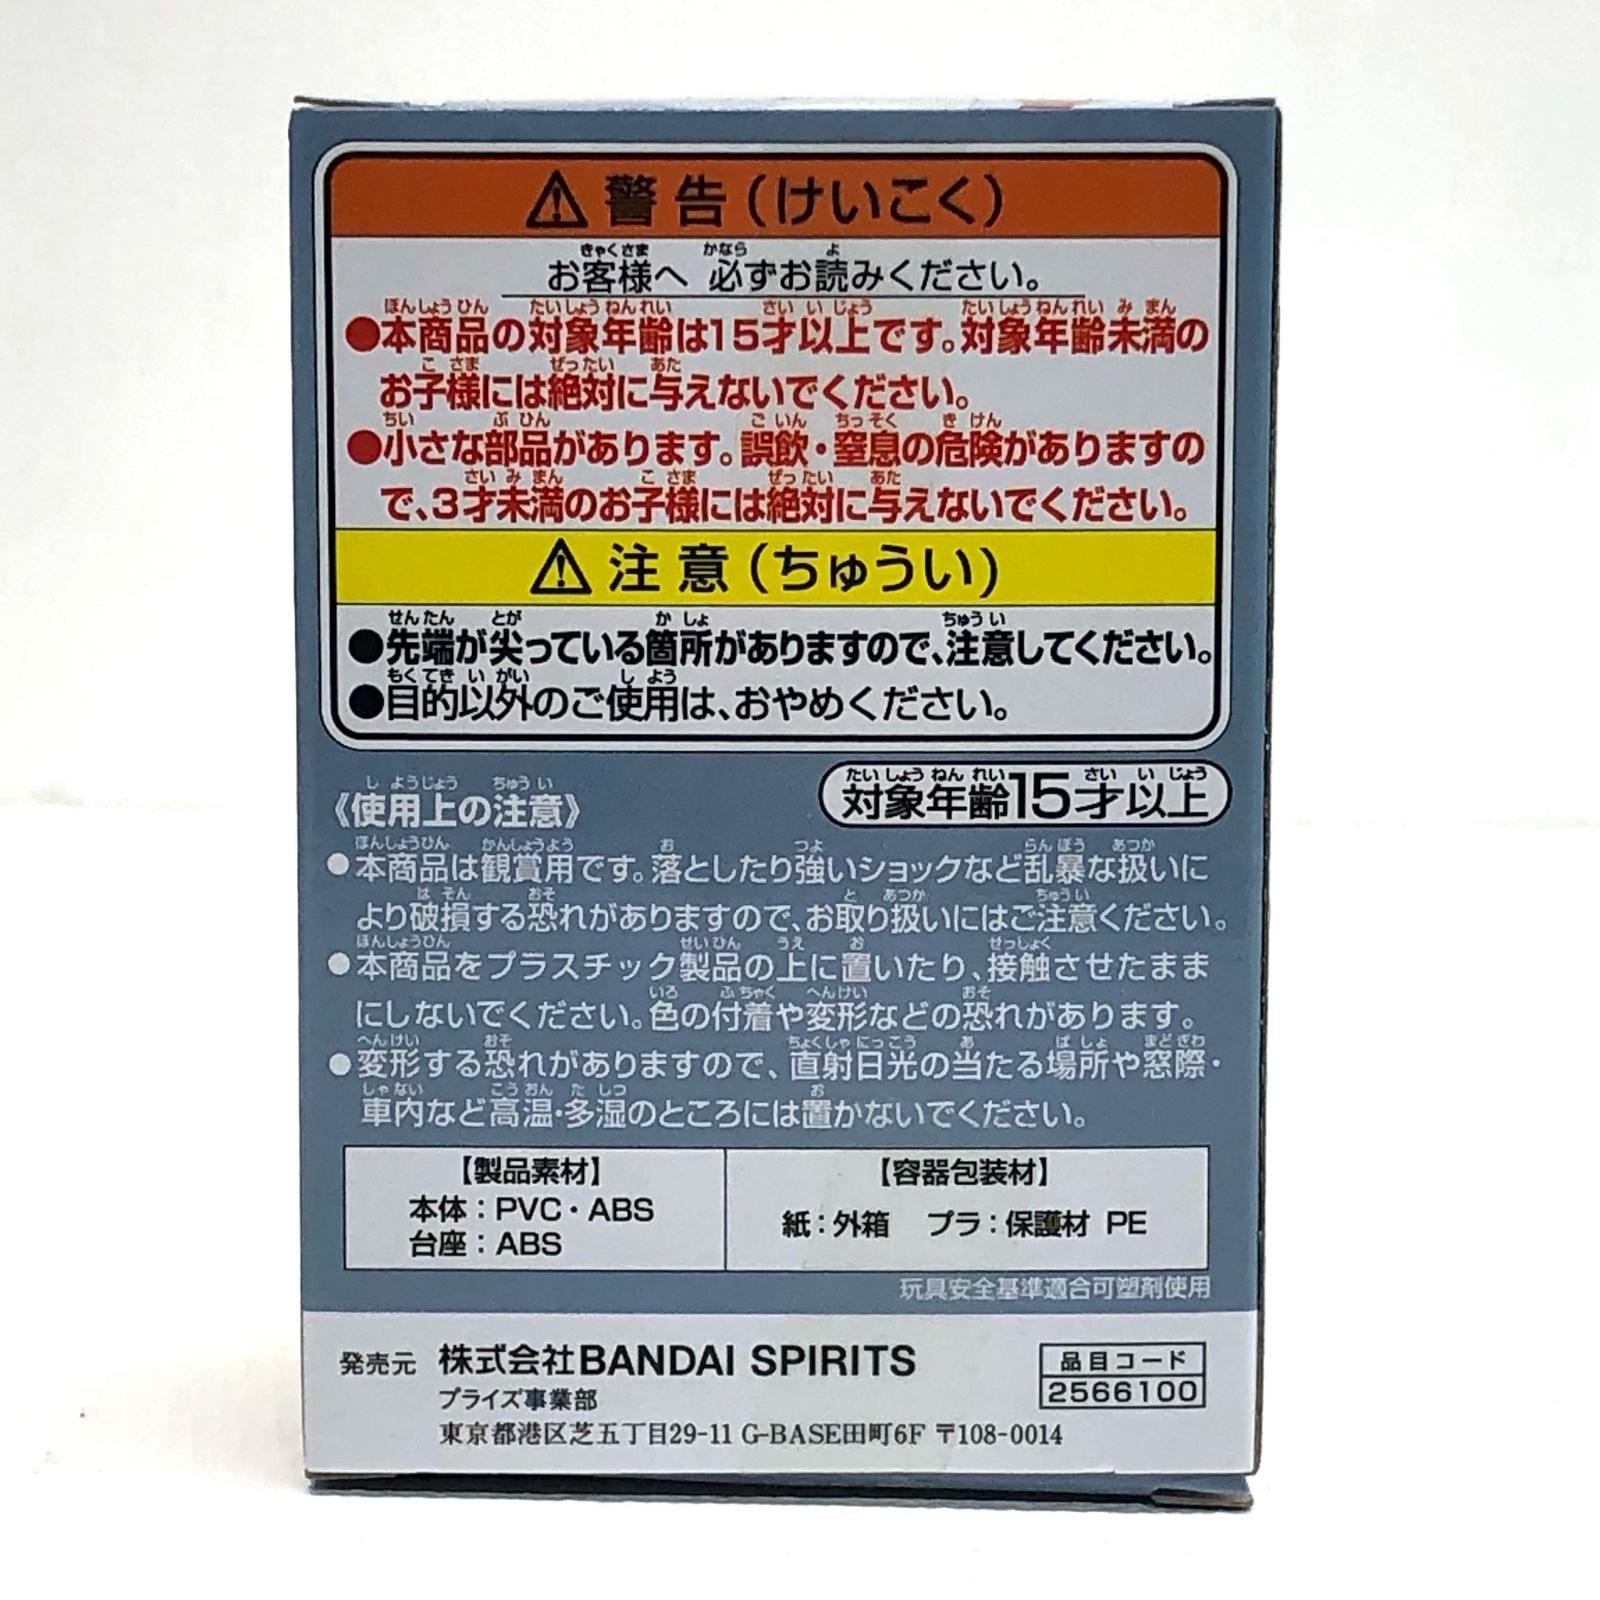 ⚠警告(けいこく)
お客様へ 必ずお読みください。
●本商品の対象年齢は15才以上です。対象年齢未満の
お子様には絶対に与えないでください。
●小さな部品があります。誤飲・窒息の危険がありますの
で、3才未満のお子様には絶対に与えないでください。
⚠注意(ちゅうい)
●先端が尖っている箇所がありますので、注意してください。
●目的以外のご使用は、おやめください。
対象年齢15才以上
《使用上の注意》
●本商品は観賞用です。落としたり強いショックなど乱暴な扱いに
より破損する恐れがありますので、お取り扱いにはご注意ください。
●本商品をプラスチック製品の上に置いたり、接触させたまま
にしないでください。色の付着や変形などの恐れがあります。
●変形する恐れがありますので、直射日光の当たる場所や窓際・
車内など高温・多湿のところには置かないでください。
【製品素材】
本体：PVC・ABS
台座：ABS
【容器包装材】
紙：外箱 プラ：保護材 PE
玩具安全基準適合可塑剤使用
発売元 株式会社BANDAI SPIRITS
プライズ事業部
東京都港区芝五丁目29-11 G-BASE田町6F 〒108-0014
品目コード
2566100